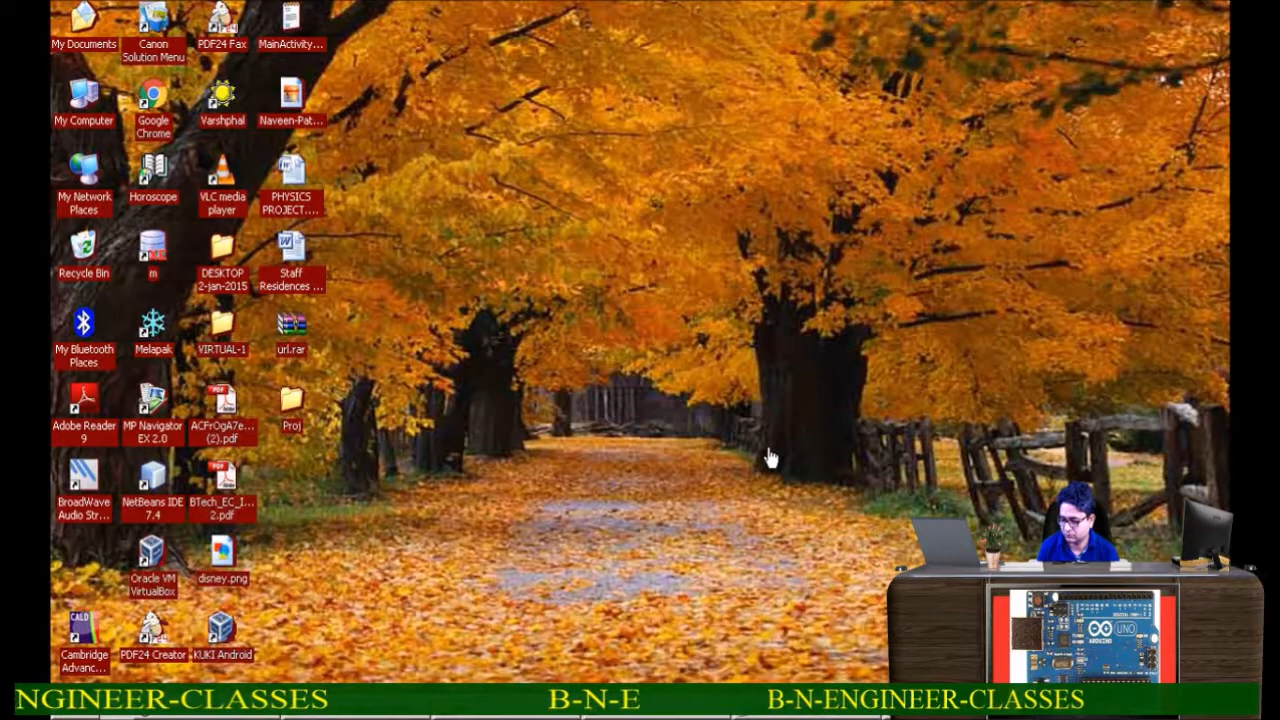 My Documents
Canon
Solution Menu
PDF24 Fax
MainActivity...
My Computer
Google
Chrome
Varshphal
Naveen-Pat...
My Network
Places
Horoscope
VLC media
player
PHYSICS
PROJECT....
Recycle Bin
m
DESKTOP
2-jan-2015
Staff
Residences ...
My Bluetooth
Places
Melapak
VIRTUAL-1
url.rar
Adobe Reader
9
MP Navigator
EX 2.0
PDF
ACFrOgA7e...
(2).pdf
Proj
BroadWave
Audio Str...
NetBeans IDE
7.4
PDF
BTech_EC_I...
2.pdf
Oracle VM
VirtualBox
disney.png
CALD
Cambridge
Advanc...
PDF24 Creator
KUKI Android
UNO
ARDUINO
NGINEER-CLASSES
B-N-E
B-N-ENGINEER-CLASSES